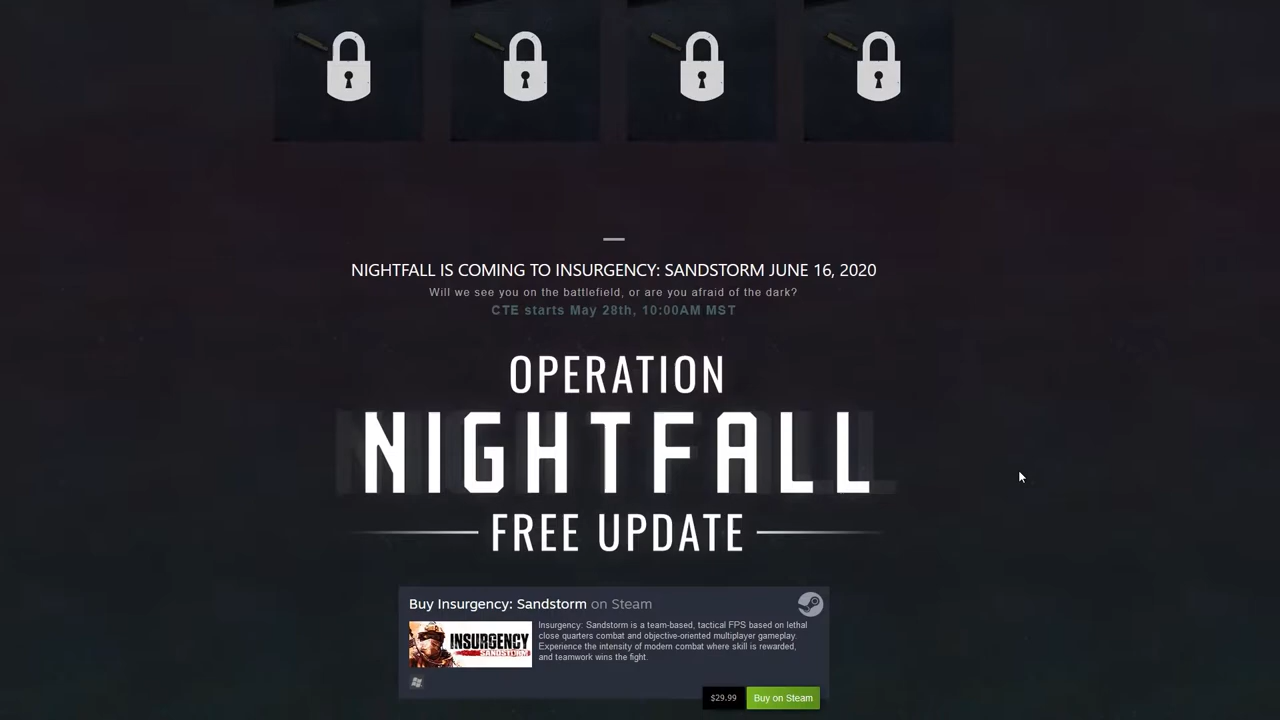 NIGHTFALL IS COMING TO INSURGENCY: SANDSTORM JUNE 16, 2020
Will we see you on the battlefield, or are you afraid of the dark?
CTE starts May 28th, 10:00AM MST
OPERATION
NIGHTFALL
FREE UPDATE
Buy Insurgency: Sandstorm on Steam
INSURGENCY
SANDSTORM
Insurgency: Sandstorm is a team-based, tactical FPS based on lethal
close quarters combat and objective-oriented multiplayer gameplay.
Experience the intensity of modern combat where skill is rewarded,
and teamwork wins the fight.
$29.99
Buy on Steam